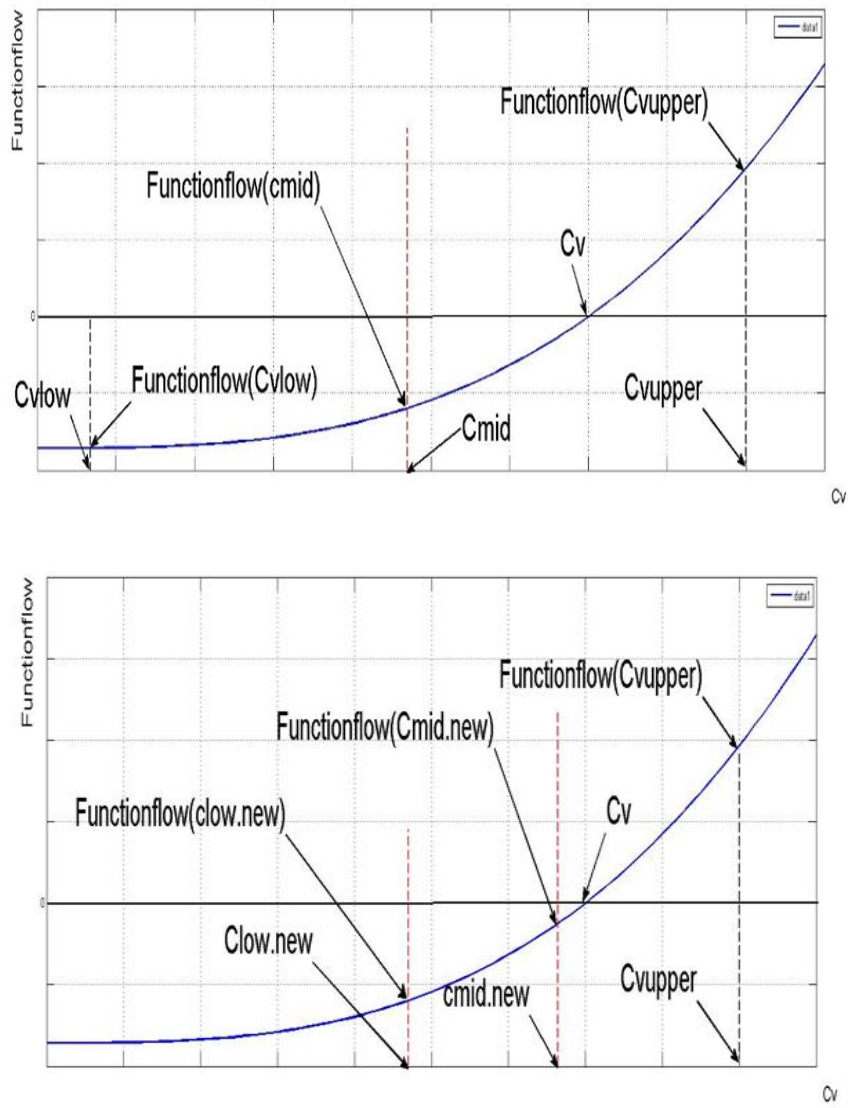 Functionflow
data1
Functionflow(Cvupper)
Functionflow(cmid)
Cv
0
Cvlow
Functionflow(Cvlow)
Cvupper
Cmid
Cv
Functionflow
data1
Functionflow(Cvupper)
Functionflow(Cmid.new)
Functionflow(clow.new)
Cv
0
Clow.new
cmid.new
Cvupper
Cv